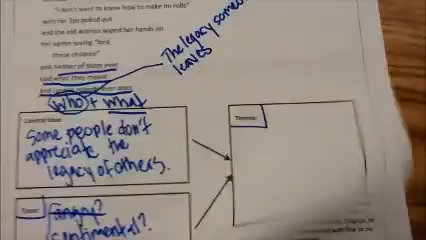 "I don't want to know how to make no rolls"
with her lips poked out
and the old woman wiped her hands on
her apron saying "lord
these children"
and neither of them ever
said what they meant
The legacy
leaves
who? + what
Central Idea:
Some people don't
appreciate the
legacy of others.
Theme:
Tone:
angry?
sentimental?